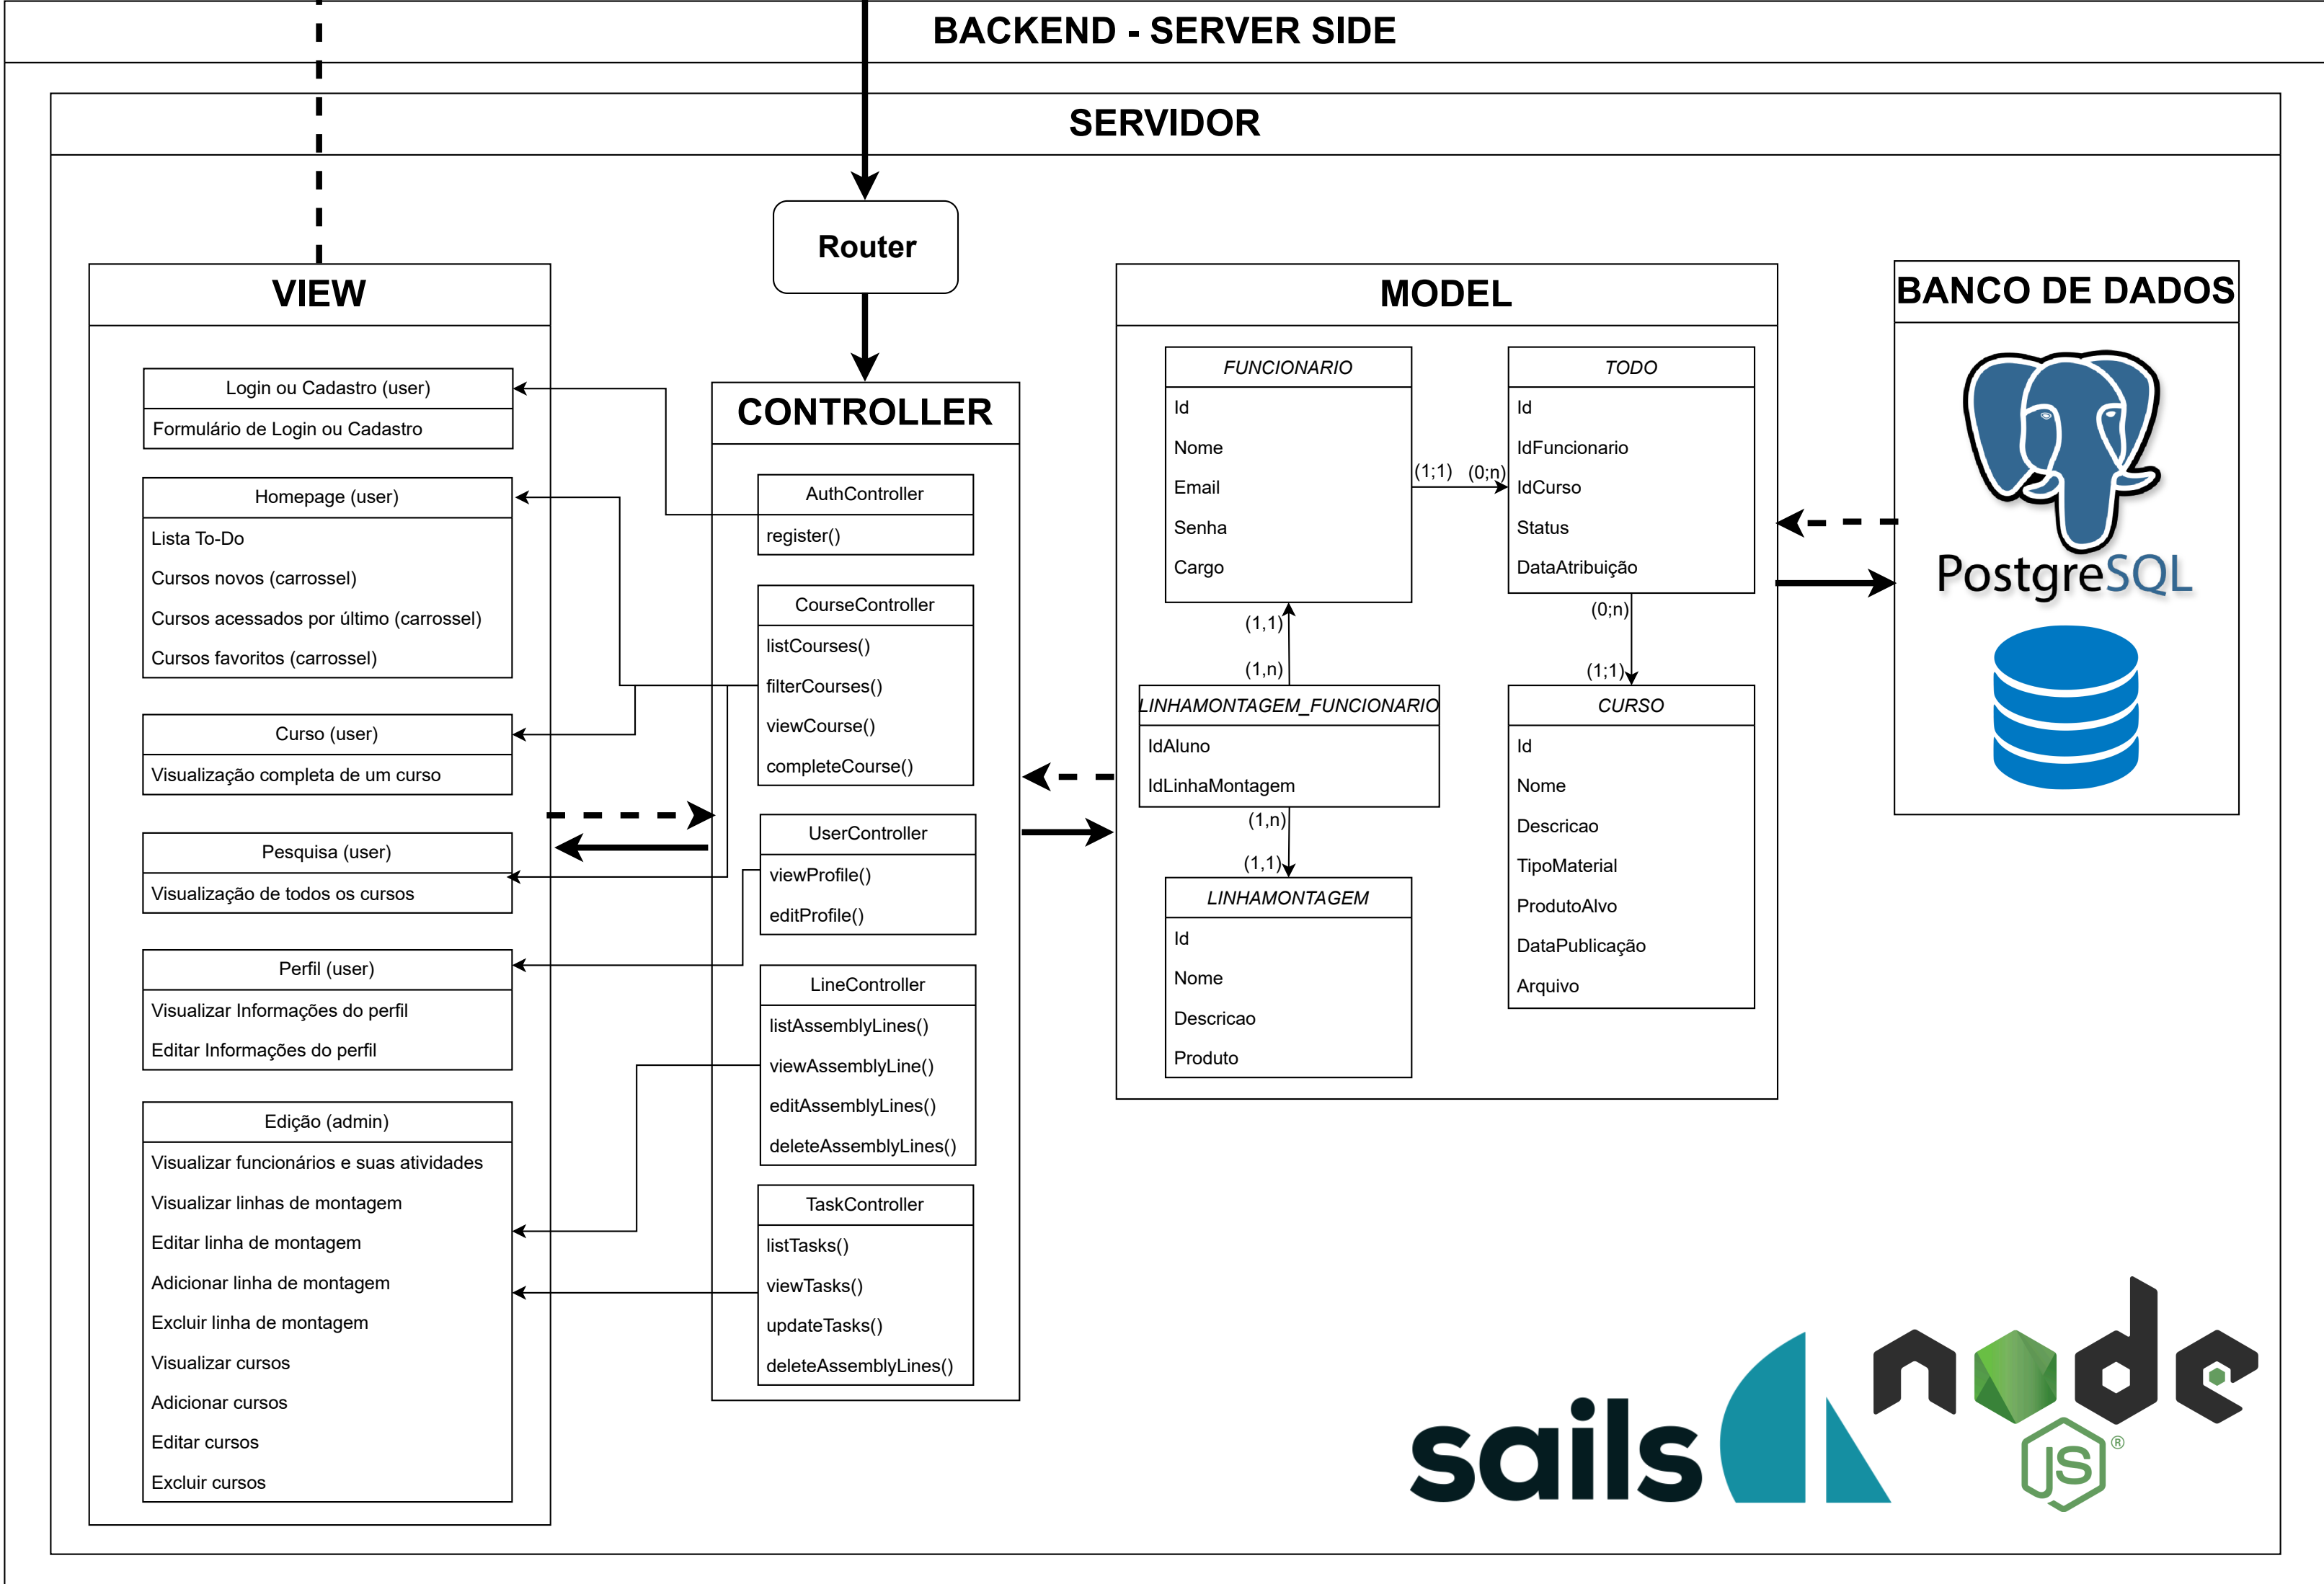 BACKEND - SERVER SIDE
SERVIDOR
Router
VIEW
Login ou Cadastro (user)
Formulário de Login ou Cadastro
Homepage (user)
Lista To-Do
Cursos novos (carrossel)
Cursos acessados por último (carrossel)
Cursos favoritos (carrossel)
Curso (user)
Visualização completa de um curso
Pesquisa (user)
Visualização de todos os cursos
Perfil (user)
Visualizar Informações do perfil
Editar Informações do perfil
Edição (admin)
Visualizar funcionários e suas atividades
Visualizar linhas de montagem
Editar linha de montagem
Adicionar linha de montagem
Excluir linha de montagem
Visualizar cursos
Adicionar cursos
Editar cursos
Excluir cursos
CONTROLLER
AuthController
register()
CourseController
listCourses()
filterCourses()
viewCourse()
completeCourse()
UserController
viewProfile()
editProfile()
LineController
listAssemblyLines()
viewAssemblyLine()
editAssemblyLines()
deleteAssemblyLines()
TaskController
listTasks()
viewTasks()
updateTasks()
deleteAssemblyLines()
MODEL
FUNCIONARIO
Id
Nome
Email
Senha
Cargo
(1;1) (0;n)
TODO
Id
IdFuncionario
IdCurso
Status
DataAtribuição
(1,1)
(1,n)
(0;n)
(1;1)
LINHAMONTAGEM_FUNCIONARIO
IdAluno
IdLinhaMontagem
(1,n)
(1,1)
LINHAMONTAGEM
Id
Nome
Descricao
Produto
CURSO
Id
Nome
Descricao
TipoMaterial
ProdutoAlvo
DataPublicação
Arquivo
BANCO DE DADOS
PostgreSQL
sails
node
JS®